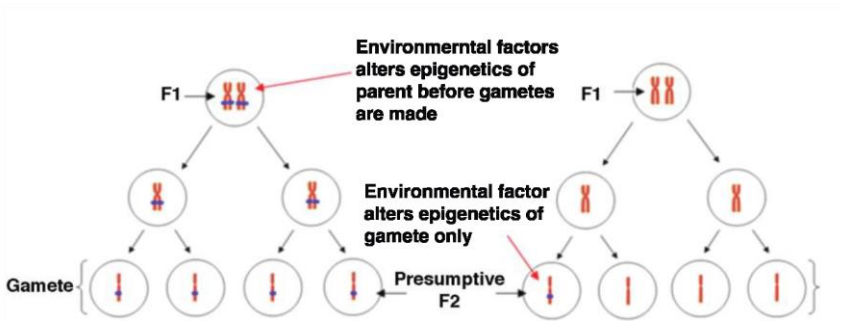 Environmerntal factors
alters epigenetics of
parent before gametes
are made
F1
F1
Environmental factor
alters epigenetics of
gamete only
Gamete
Presumptive
F2